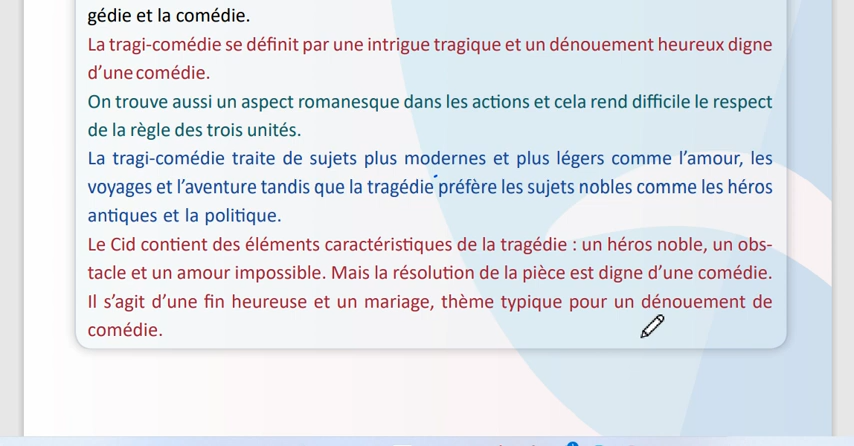 gédie et la comédie.
La tragi-comédie se définit par une intrigue tragique et un dénouement heureux digne
d’une comédie.
On trouve aussi un aspect romanesque dans les actions et cela rend difficile le respect
de la règle des trois unités.
La tragi-comédie traite de sujets plus modernes et plus légers comme l’amour, les
voyages et l’aventure tandis que la tragédie préfère les sujets nobles comme les héros
antiques et la politique.
Le Cid contient des éléments caractéristiques de la tragédie : un héros noble, un obs-
tacle et un amour impossible. Mais la résolution de la pièce est digne d’une comédie.
Il s’agit d’une fin heureuse et un mariage, thème typique pour un dénouement de
comédie.